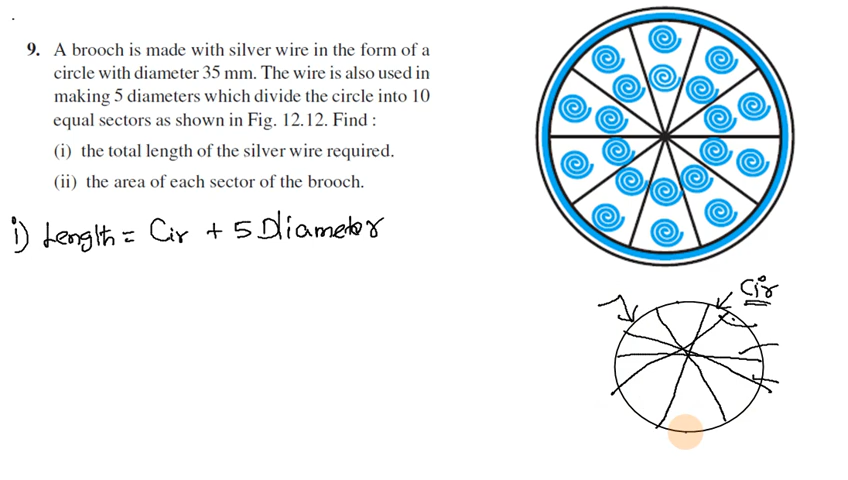 9. A brooch is made with silver wire in the form of a
circle with diameter 35 mm. The wire is also used in
making 5 diameters which divide the circle into 10
equal sectors as shown in Fig. 12.12. Find :
(i) the total length of the silver wire required.
(ii) the area of each sector of the brooch.
i) Length = Cir + 5 Diameter
Cir